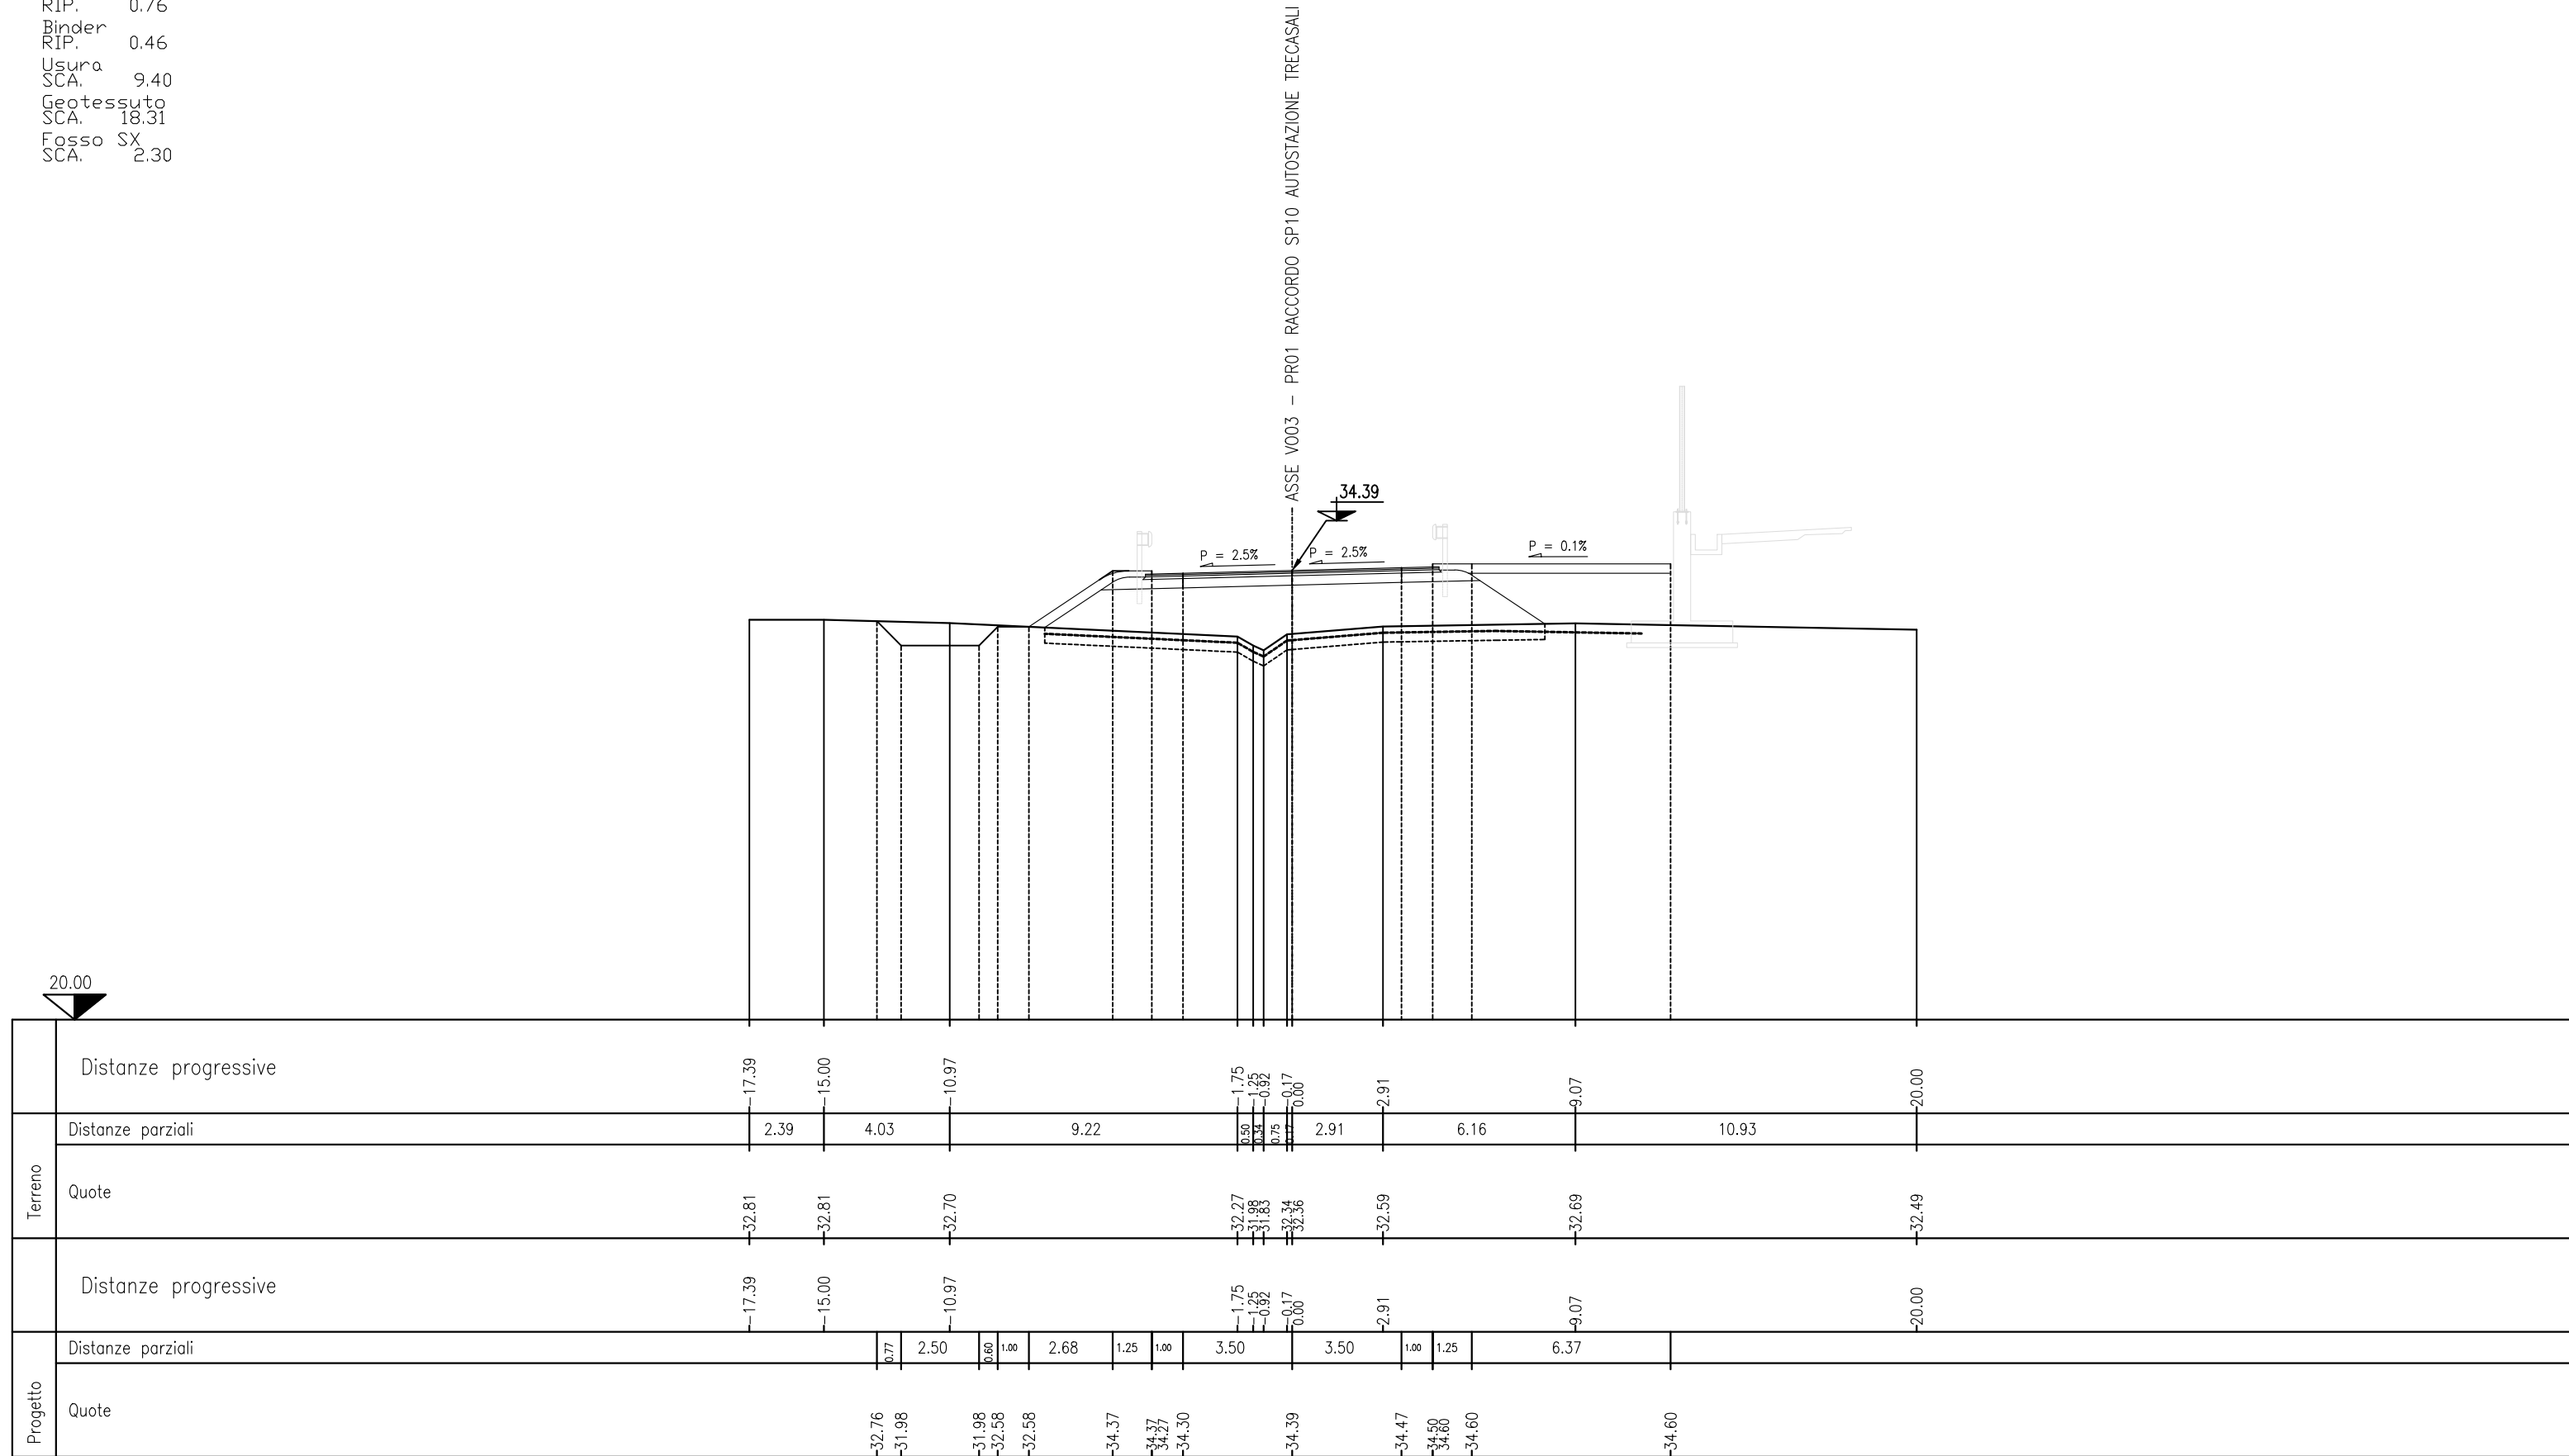 RIP. 0.76
Binder
RIP. 0.46
Usura
SCA. 9.40
Geotessuto
SCA. 18.31
Fosso SX
SCA. 2.30
ASSE V003 - PR01 RACCORDO SP10 AUTOSTAZIONE TRECASALI
34.39
P = 2.5%
P = 2.5%
P = 0.1%
20.00
Distanze progressive
-17.39 -15.00 -10.97 -1.75 -1.25 -0.92 -0.17 0.00 2.91 9.07 20.00
Terreno
Distanze parziali
2.39 4.03 9.22 0.50 0.34 0.75 0.17 2.91 6.16 10.93
Quote
32.81 32.81 32.70 32.27 31.98 31.83 32.34 32.36 32.59 32.69 32.49
Distanze progressive
-17.39 -15.00 -10.97 -1.75 -1.25 -0.92 -0.17 0.00 2.91 9.07 20.00
Progetto
Distanze parziali
0.77 2.50 0.60 1.00 2.68 1.25 1.00 3.50 3.50 1.00 1.25 6.37
Quote
32.76 31.98 31.98 32.58 32.58 34.37 34.37 34.27 34.30 34.39 34.47 34.50 34.60 34.60 34.60